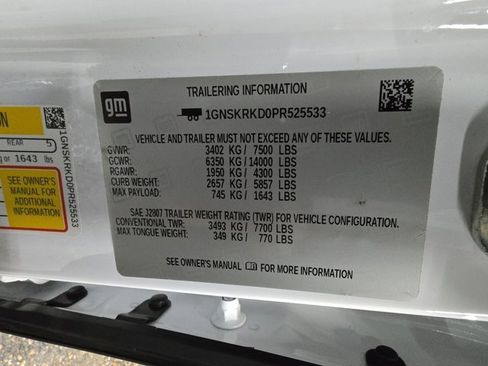 gm
TRAILERING INFORMATION
1GNSKRKD0PR525533
VEHICLE AND TRAILER MUST NOT EXCEED ANY OF THESE VALUES.
GVWR: 3402 KG / 7500 LBS
GCWR: 6350 KG / 14000 LBS
RGAWR: 1950 KG / 4300 LBS
CURB WEIGHT: 2657 KG / 5857 LBS
MAX PAYLOAD: 745 KG / 1643 LBS
SAE J2807 TRAILER WEIGHT RATING (TWR) FOR VEHICLE CONFIGURATION.
CONVENTIONAL TWR: 3493 KG / 7700 LBS
MAX TONGUE WEIGHT: 349 KG / 770 LBS
SEE OWNER'S MANUAL FOR MORE INFORMATION
REAR 5
or 1643 lbs
SEE OWNER'S
MANUAL FOR
ADDITIONAL
INFORMATION
1GNSKRKD0PR525533